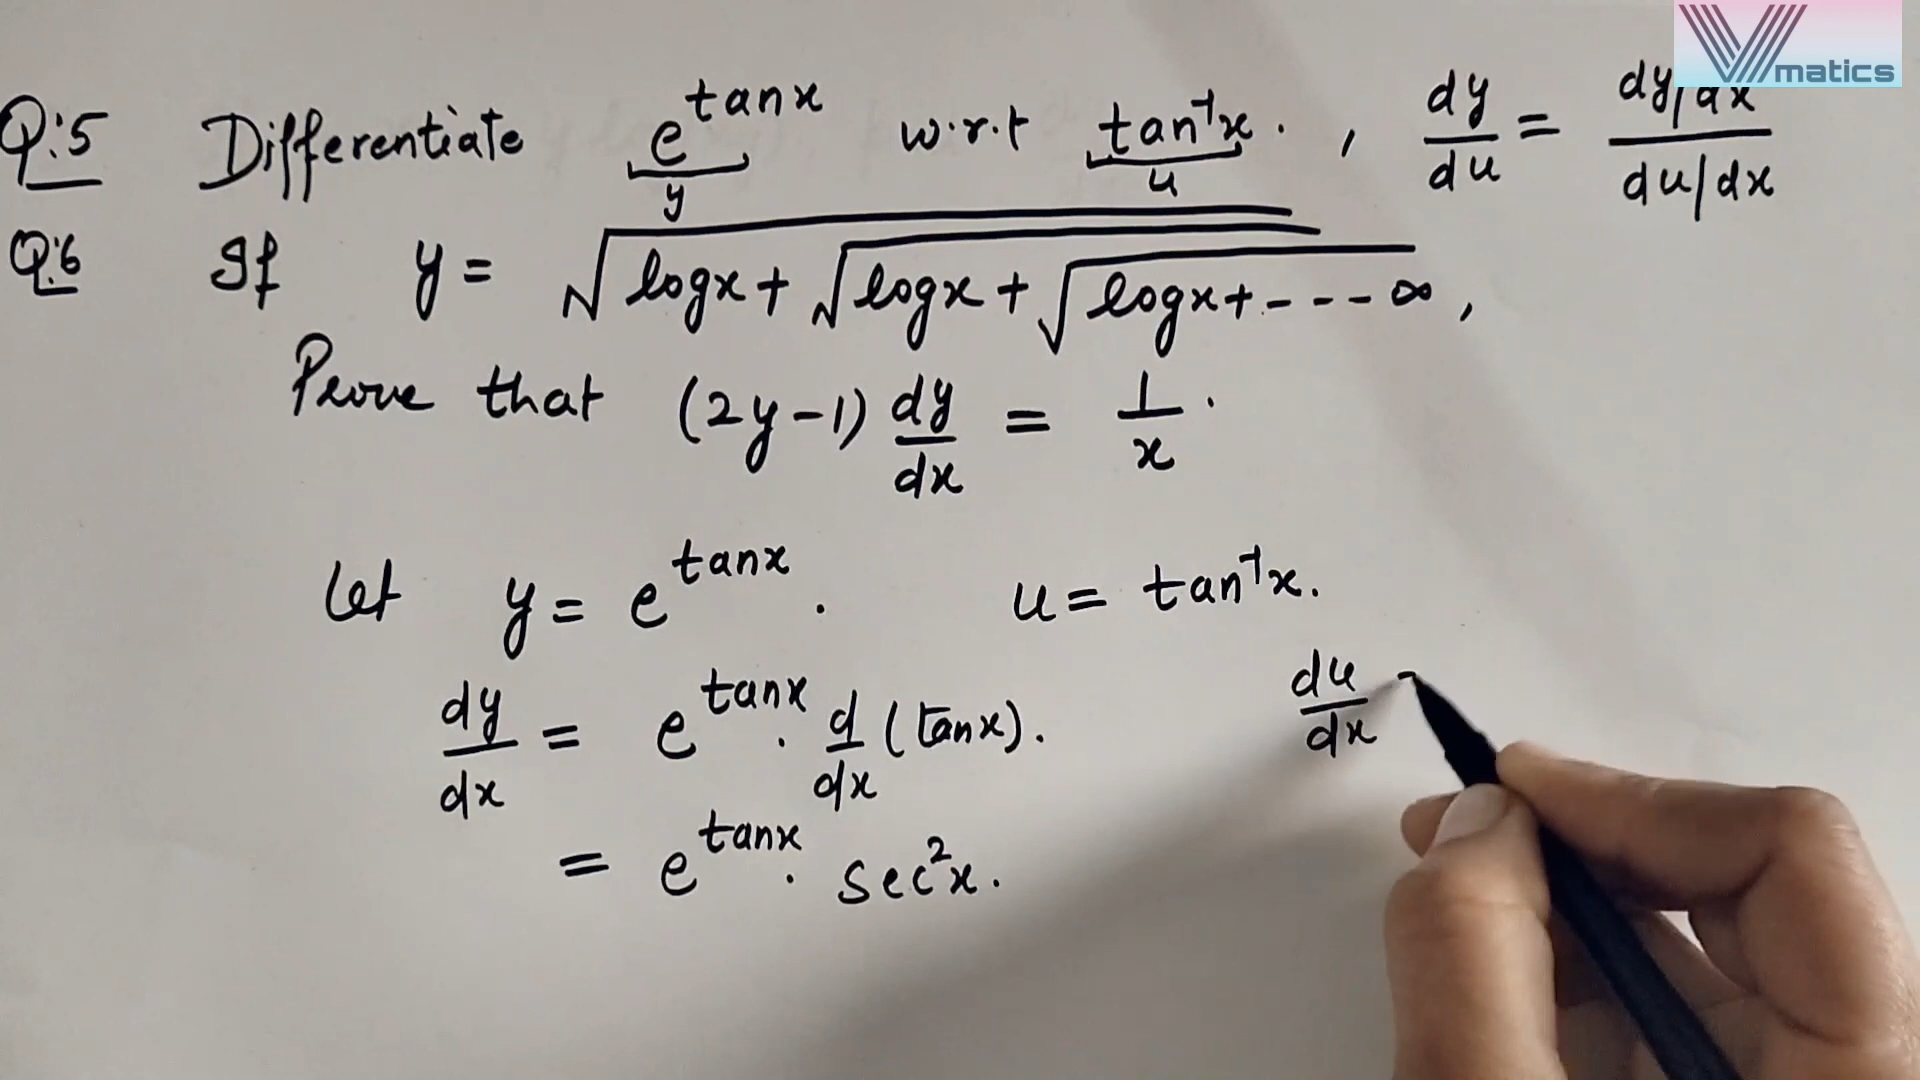 Vmatics
Q:5 Differentiate e^tanx w.r.t tan⁻¹x. , dy/du = dy/dx / du/dx
y u
Q:6 If y = √logx + √logx + √logx + - - - ∞ ,
Prove that (2y-1) dy/dx = 1/x .
Let y = e^tanx . u = tan⁻¹x.
dy/dx = e^tanx . d/dx (tanx). du/dx -
= e^tanx . sec²x.